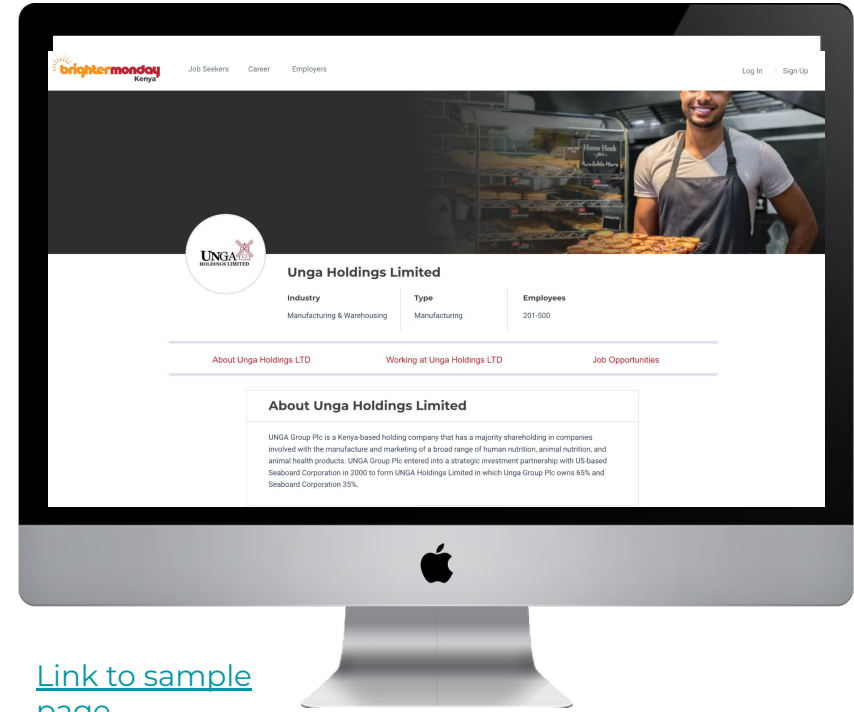 brightermonday
Kenya
Job Seekers Career Employers
Log In Sign Up
House Hoek
Available Here
UNGA
HOLDINGS LIMITED
Unga Holdings Limited
Industry Type Employees
Manufacturing & Warehousing Manufacturing 201-500
About Unga Holdings LTD Working at Unga Holdings LTD Job Opportunities
About Unga Holdings Limited
UNGA Group Plc is a Kenya-based holding company that has a majority shareholding in companies
involved with the manufacture and marketing of a broad range of human nutrition, animal nutrition, and
animal health products. UNGA Group Plc entered into a strategic investment partnership with US-based
Seaboard Corporation in 2000 to form UNGA Holdings Limited in which Unga Group Plc owns 65% and
Seaboard Corporation 35%.
Link to sample
page